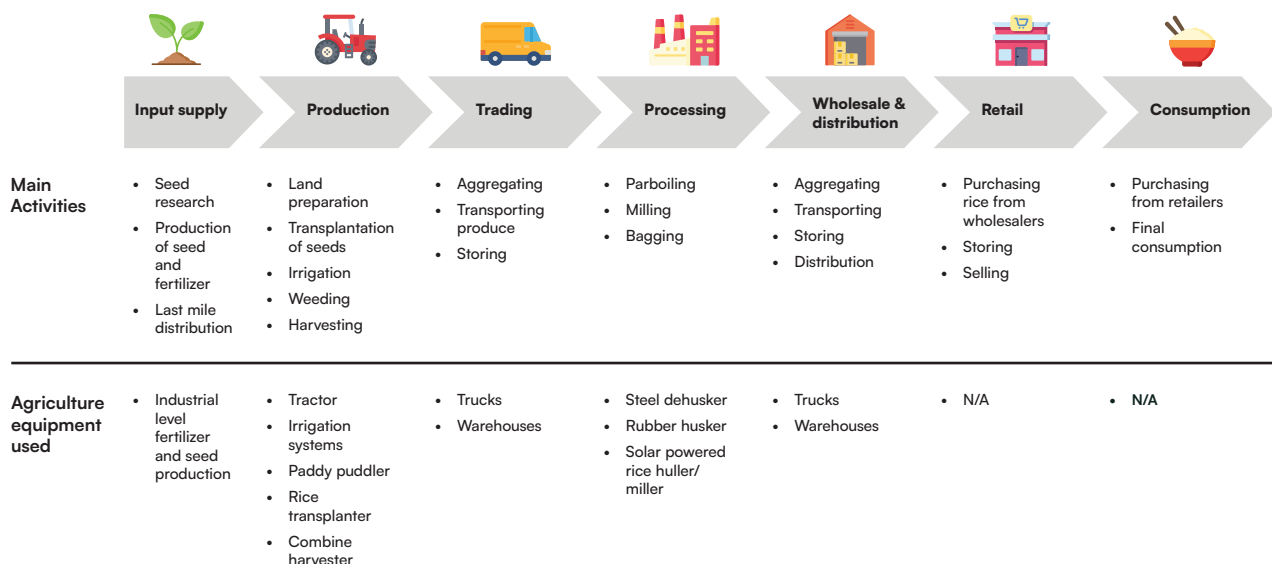 Input supply
Production
Trading
Processing
Wholesale &
distribution
Retail
Consumption
Main
Activities
• Seed
research
• Production
of seed
and
fertilizer
• Last mile
distribution
• Land
preparation
• Transplantation
of seeds
• Irrigation
• Weeding
• Harvesting
• Aggregating
• Transporting
produce
• Storing
• Parboiling
• Milling
• Bagging
• Aggregating
• Transporting
• Storing
• Distribution
• Purchasing
rice from
wholesalers
• Storing
• Selling
• Purchasing
from retailers
• Final
consumption
Agriculture
equipment
used
• Industrial
level
fertilizer
and seed
production
• Tractor
• Irrigation
systems
• Paddy puddler
• Rice
transplanter
• Combine
harvester
• Trucks
• Warehouses
• Steel dehusker
• Rubber husker
• Solar powered
rice huller/
miller
• Trucks
• Warehouses
• N/A
• N/A